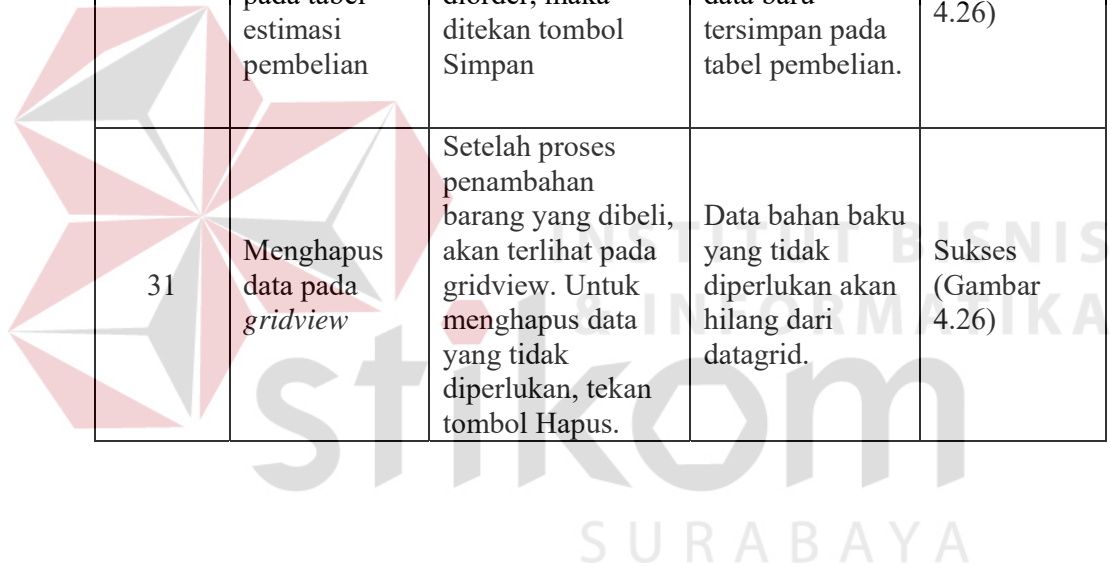 pada tabel
estimasi
pembelian
diorder, maka
ditekan tombol
Simpan
data baru
tersimpan pada
tabel pembelian.
4.26)
31
Menghapus
data pada
gridview
Setelah proses
penambahan
barang yang dibeli,
akan terlihat pada
gridview. Untuk
menghapus data
yang tidak
diperlukan, tekan
tombol Hapus.
Data bahan baku
yang tidak
diperlukan akan
hilang dari
datagrid.
Sukses
(Gambar
4.26)
INSTITUT BISNIS
& INFORMATIKA
stikom
SURABAYA